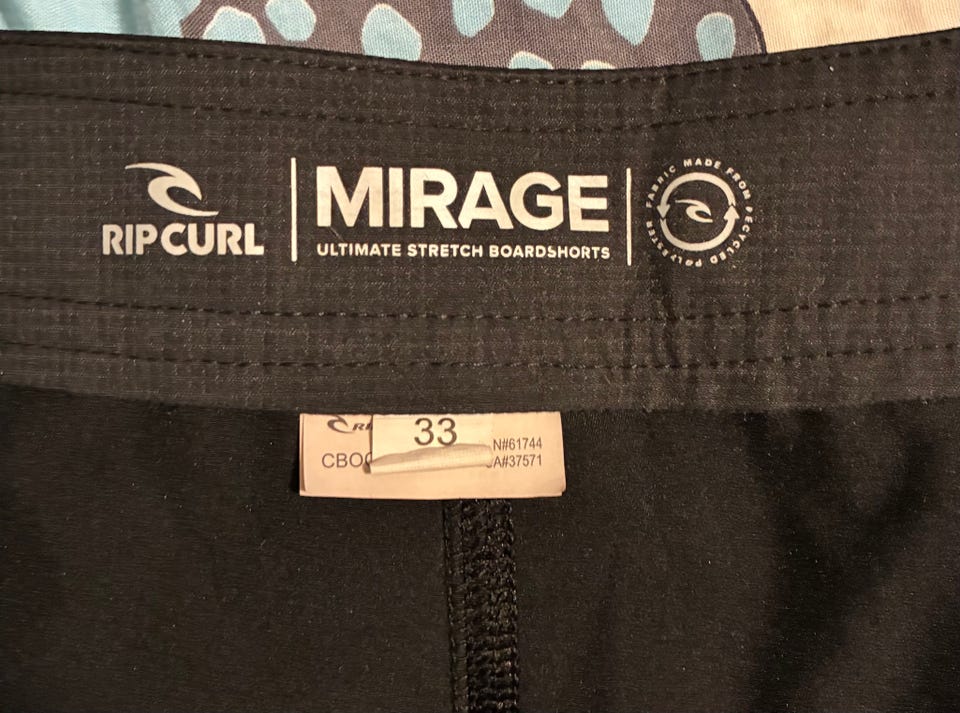 RIP CURL
MIRAGE
ULTIMATE STRETCH BOARDSHORTS
FABRIC MADE FROM RECYCLED POLYESTER
33
N#61744
A#37571